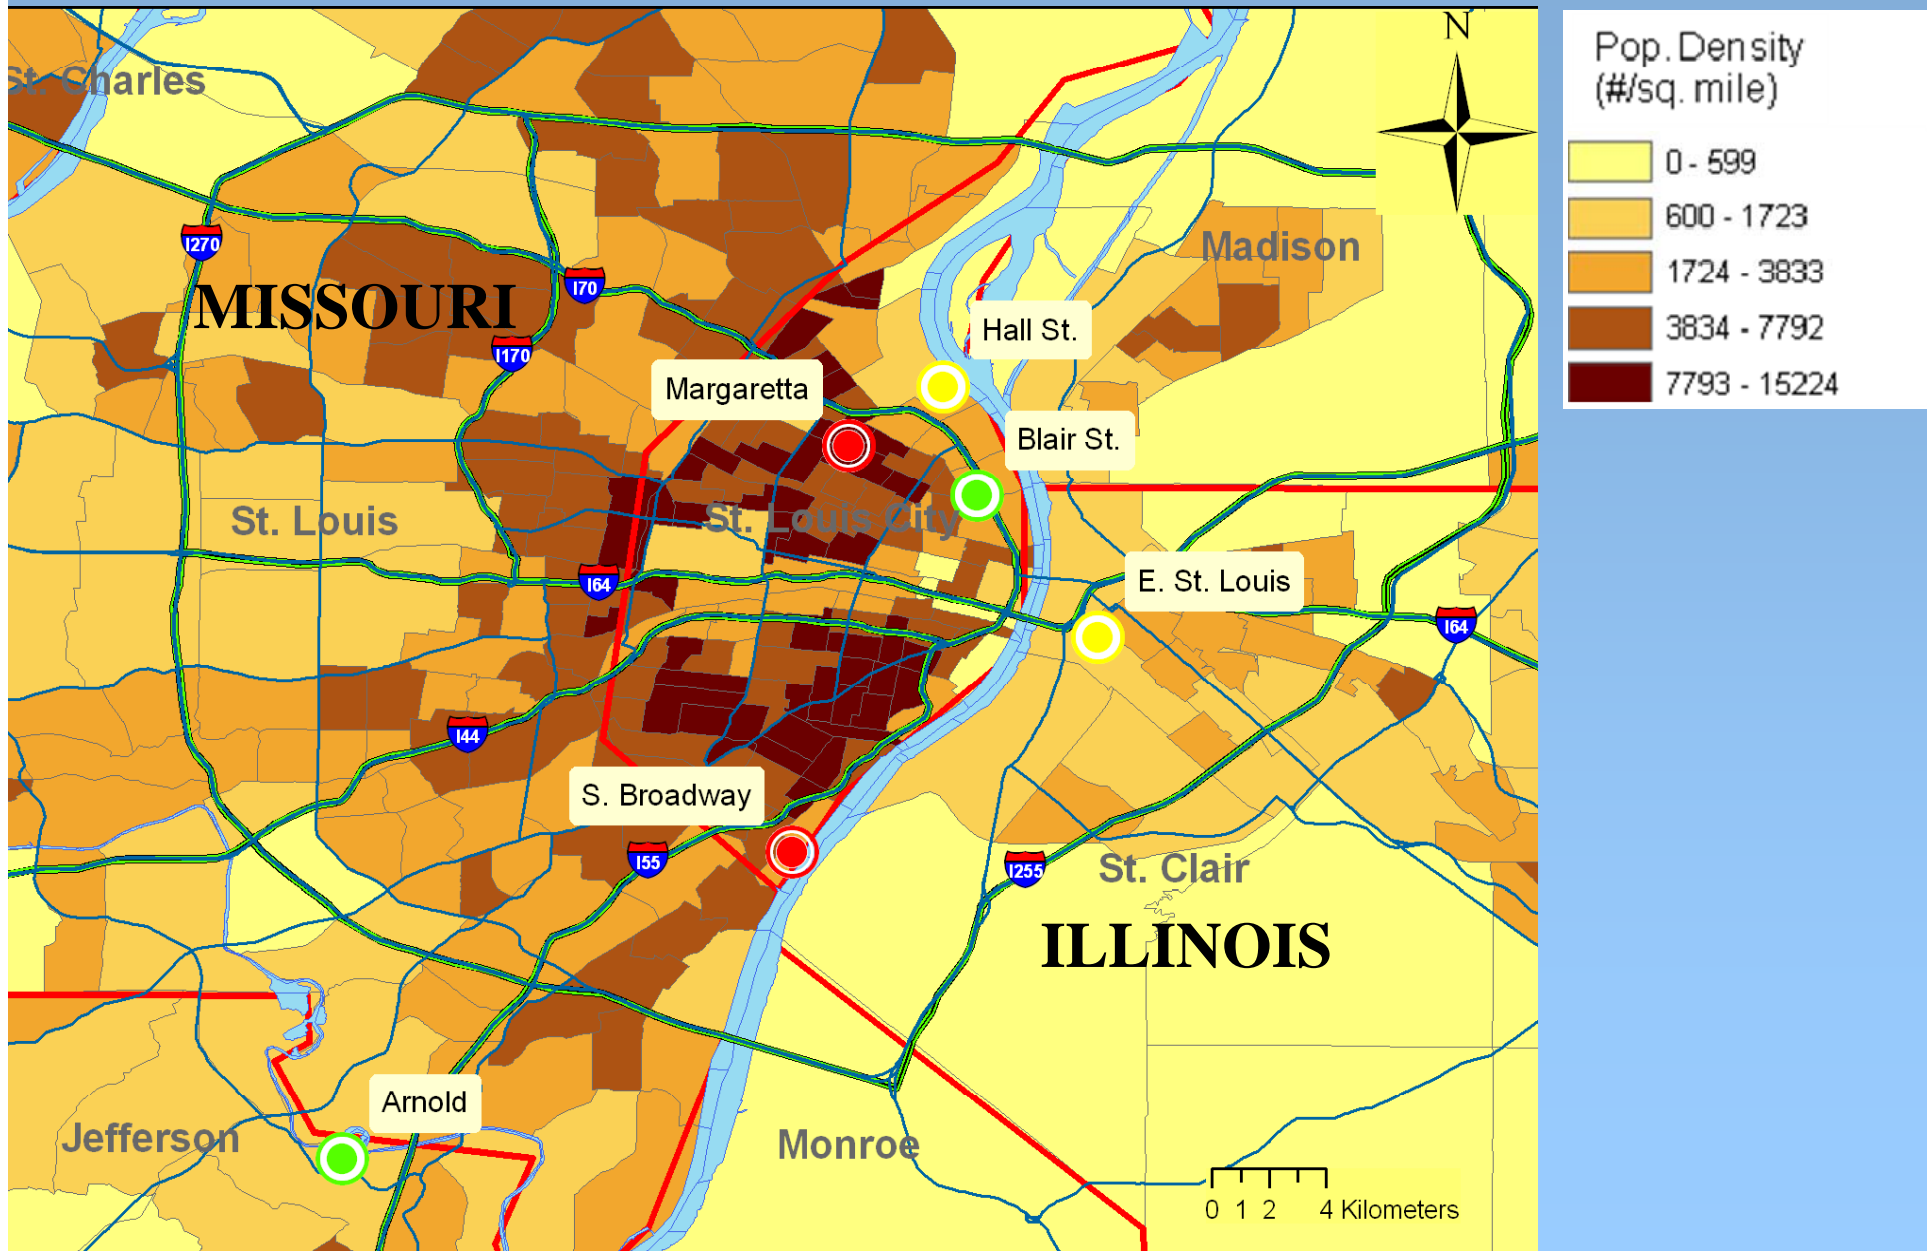 N
Pop. Density
(#/sq. mile)
0 - 599
600 - 1723
1724 - 3833
3834 - 7792
7793 - 15224
St. Charles
I270
Madison
MISSOURI
I70
Hall St.
I170
Margaretta
Blair St.
St. Louis
St. Louis City
I64
E. St. Louis
I64
I44
S. Broadway
I55
I255
St. Clair
ILLINOIS
Arnold
Jefferson
Monroe
0 1 2 4 Kilometers